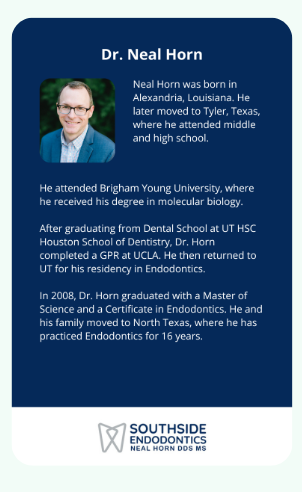 Dr. Neal Horn
Neal Horn was born in
Alexandria, Louisiana. He
later moved to Tyler, Texas,
where he attended middle
and high school.
He attended Brigham Young University, where
he received his degree in molecular biology.
After graduating from Dental School at UT HSC
Houston School of Dentistry, Dr. Horn
completed a GPR at UCLA. He then returned to
UT for his residency in Endodontics.
In 2008, Dr. Horn graduated with a Master of
Science and a Certificate in Endodontics. He and
his family moved to North Texas, where he has
practiced Endodontics for 16 years.
SOUTHSIDE
ENDODONTICS
NEAL HORN DDS MS